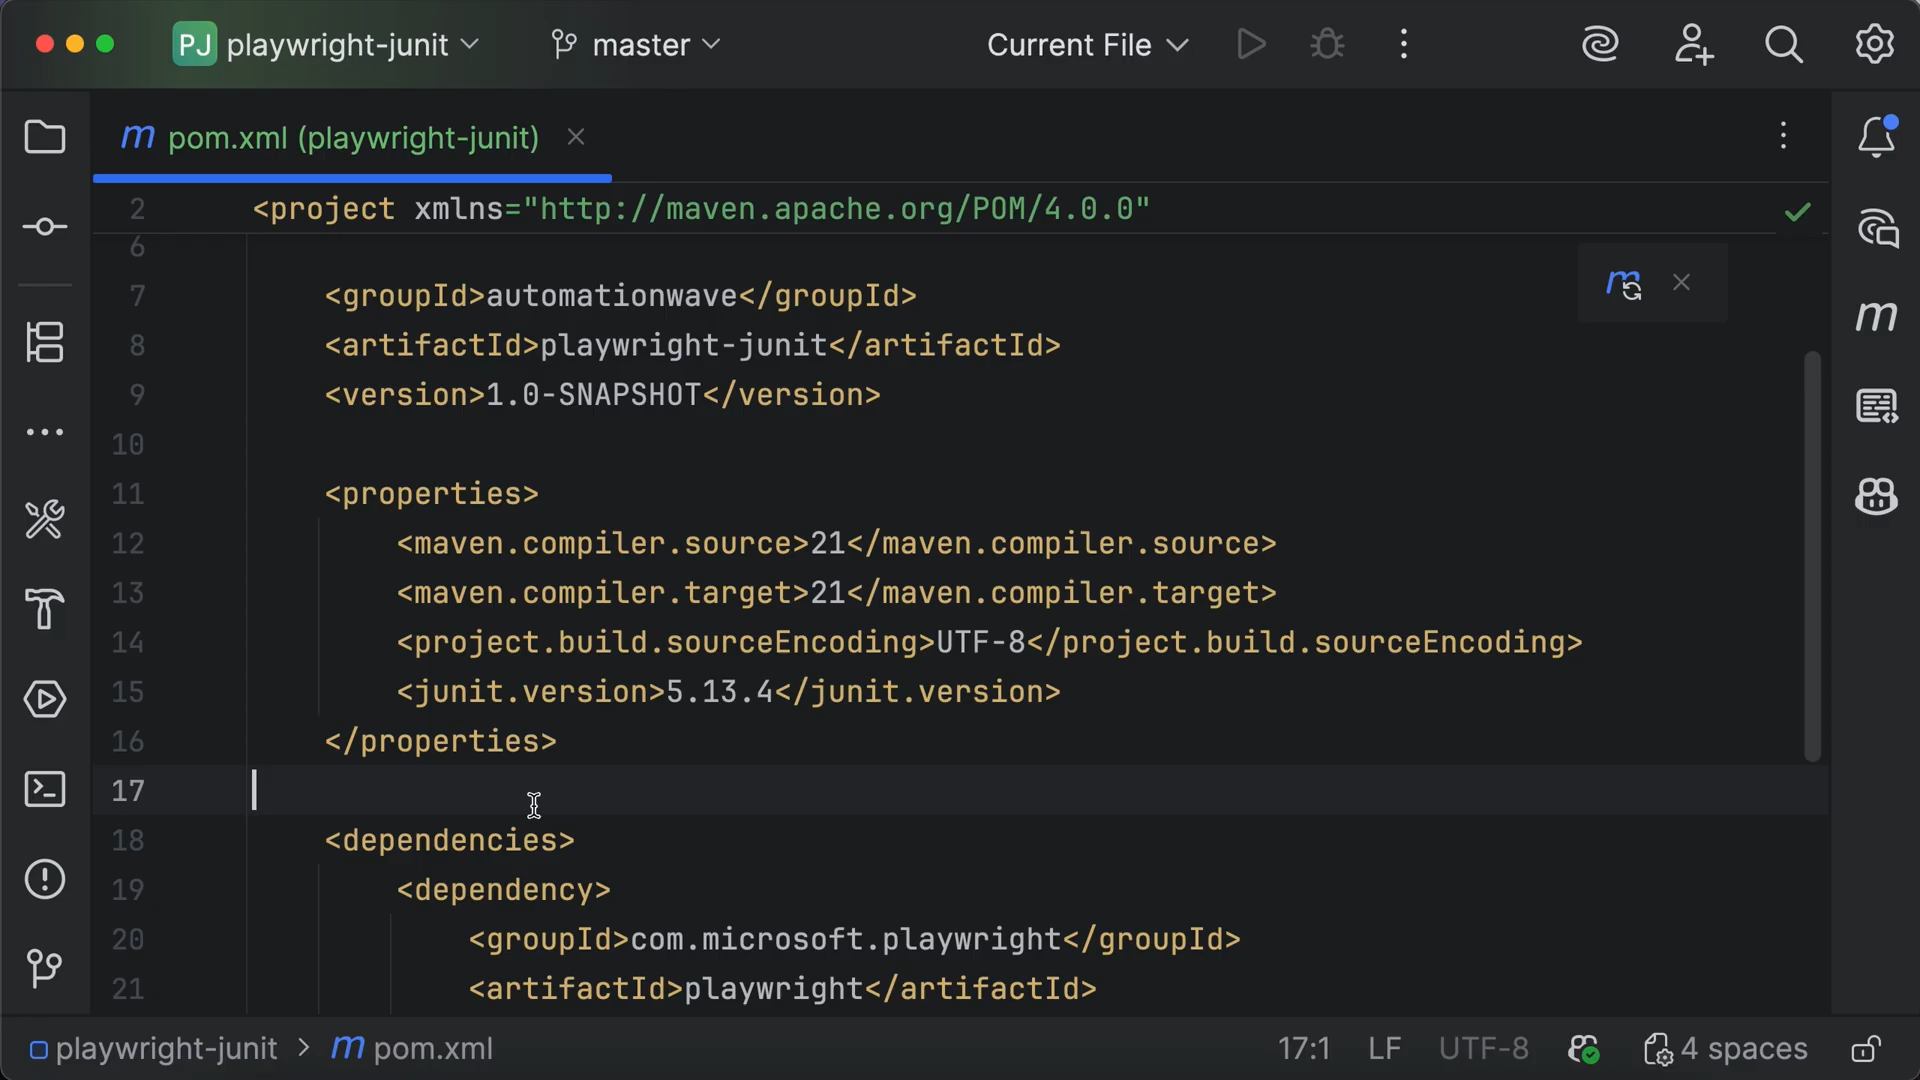 PJ playwright-junit master Current File
m pom.xml (playwright-junit)
2 <project xmlns="http://maven.apache.org/POM/4.0.0"
6
7 <groupId>automationwave</groupId>
8 <artifactId>playwright-junit</artifactId>
9 <version>1.0-SNAPSHOT</version>
10
11 <properties>
12 <maven.compiler.source>21</maven.compiler.source>
13 <maven.compiler.target>21</maven.compiler.target>
14 <project.build.sourceEncoding>UTF-8</project.build.sourceEncoding>
15 <junit.version>5.13.4</junit.version>
16 </properties>
17
18 <dependencies>
19 <dependency>
20 <groupId>com.microsoft.playwright</groupId>
21 <artifactId>playwright</artifactId>
playwright-junit > m pom.xml 17:1 LF UTF-8 4 spaces